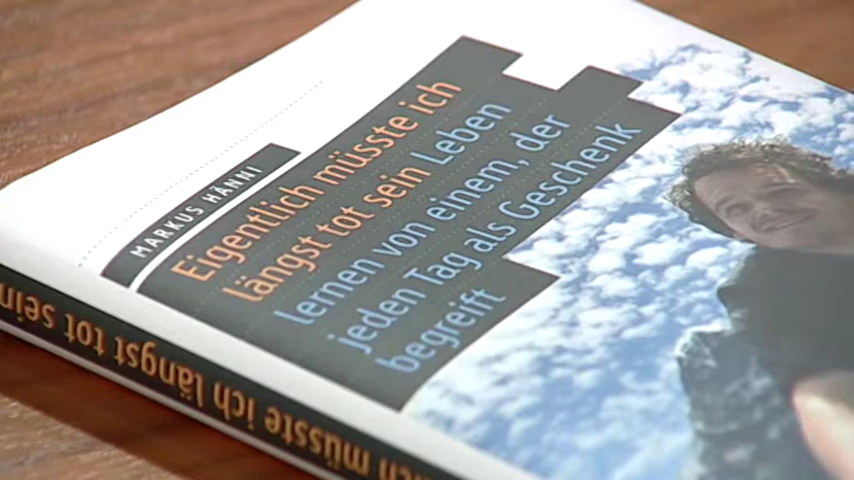 MARKUS HÄNNI
Eigentlich müsste ich
längst tot sein Leben
lernen von einem, der
jeden Tag als Geschenk
begreift
ich müsste ich längst tot sein